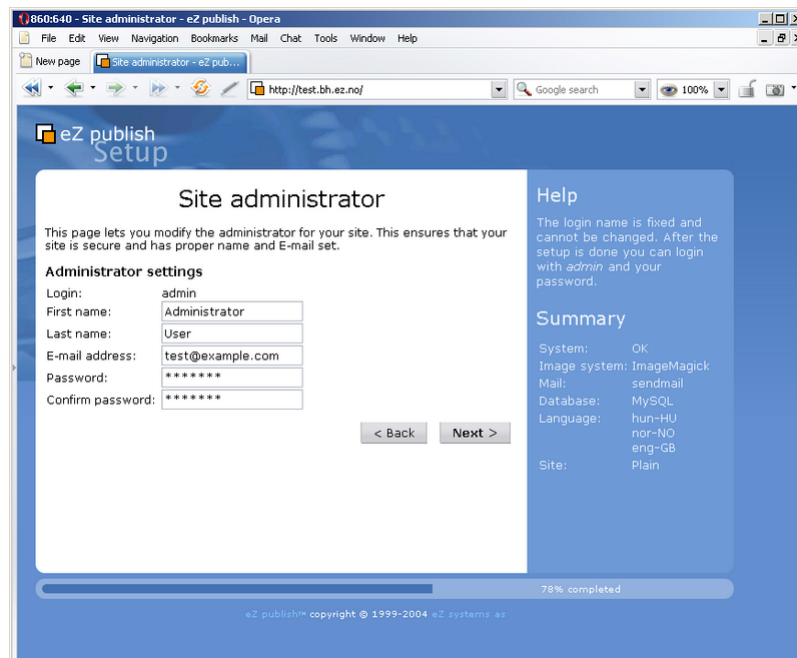 860:640 - Site administrator - eZ publish - Opera
File Edit View Navigation Bookmarks Mail Chat Tools Window Help
New page Site administrator - eZ pub...
http://test.bh.ez.no/ Google search 100%
eZ publish
Setup
Site administrator
This page lets you modify the administrator for your site. This ensures that your
site is secure and has proper name and E-mail set.
Administrator settings
Login: admin
First name: Administrator
Last name: User
E-mail address: test@example.com
Password: *******
Confirm password: *******
< Back Next >
Help
The login name is fixed and
cannot be changed. After the
setup is done you can login
with admin and your
password.
Summary
System: OK
Image system: ImageMagick
Mail: sendmail
Database: MySQL
Language: hun-HU
nor-NO
eng-GB
Site: Plain
78% completed
eZ publish™ copyright © 1999-2004 eZ systems as